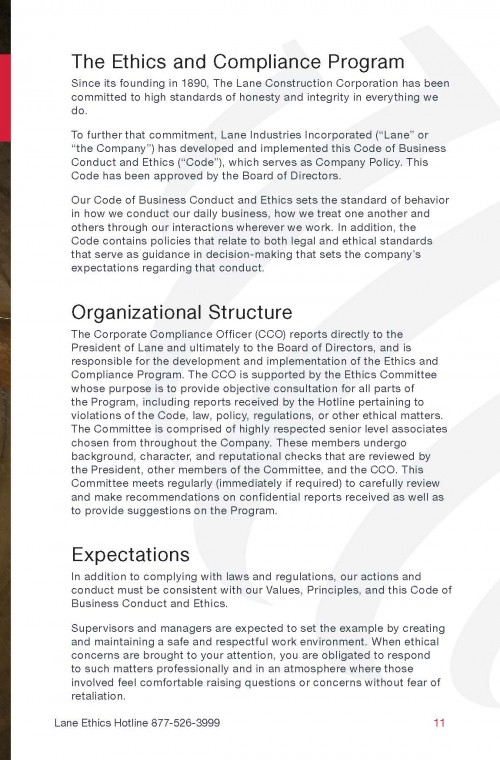 The Ethics and Compliance Program
Since its founding in 1890, The Lane Construction Corporation has been
committed to high standards of honesty and integrity in everything we
do.
To further that commitment, Lane Industries Incorporated (“Lane” or
“the Company”) has developed and implemented this Code of Business
Conduct and Ethics (“Code”), which serves as Company Policy. This
Code has been approved by the Board of Directors.
Our Code of Business Conduct and Ethics sets the standard of behavior
in how we conduct our daily business, how we treat one another and
others through our interactions wherever we work. In addition, the
Code contains policies that relate to both legal and ethical standards
that serve as guidance in decision-making that sets the company’s
expectations regarding that conduct.
Organizational Structure
The Corporate Compliance Officer (CCO) reports directly to the
President of Lane and ultimately to the Board of Directors, and is
responsible for the development and implementation of the Ethics and
Compliance Program. The CCO is supported by the Ethics Committee
whose purpose is to provide objective consultation for all parts of
the Program, including reports received by the Hotline pertaining to
violations of the Code, law, policy, regulations, or other ethical matters.
The Committee is comprised of highly respected senior level associates
chosen from throughout the Company. These members undergo
background, character, and reputational checks that are reviewed by
the President, other members of the Committee, and the CCO. This
Committee meets regularly (immediately if required) to carefully review
and make recommendations on confidential reports received as well as
to provide suggestions on the Program.
Expectations
In addition to complying with laws and regulations, our actions and
conduct must be consistent with our Values, Principles, and this Code of
Business Conduct and Ethics.
Supervisors and managers are expected to set the example by creating
and maintaining a safe and respectful work environment. When ethical
concerns are brought to your attention, you are obligated to respond
to such matters professionally and in an atmosphere where those
involved feel comfortable raising questions or concerns without fear of
retaliation.
Lane Ethics Hotline 877-526-3999 11